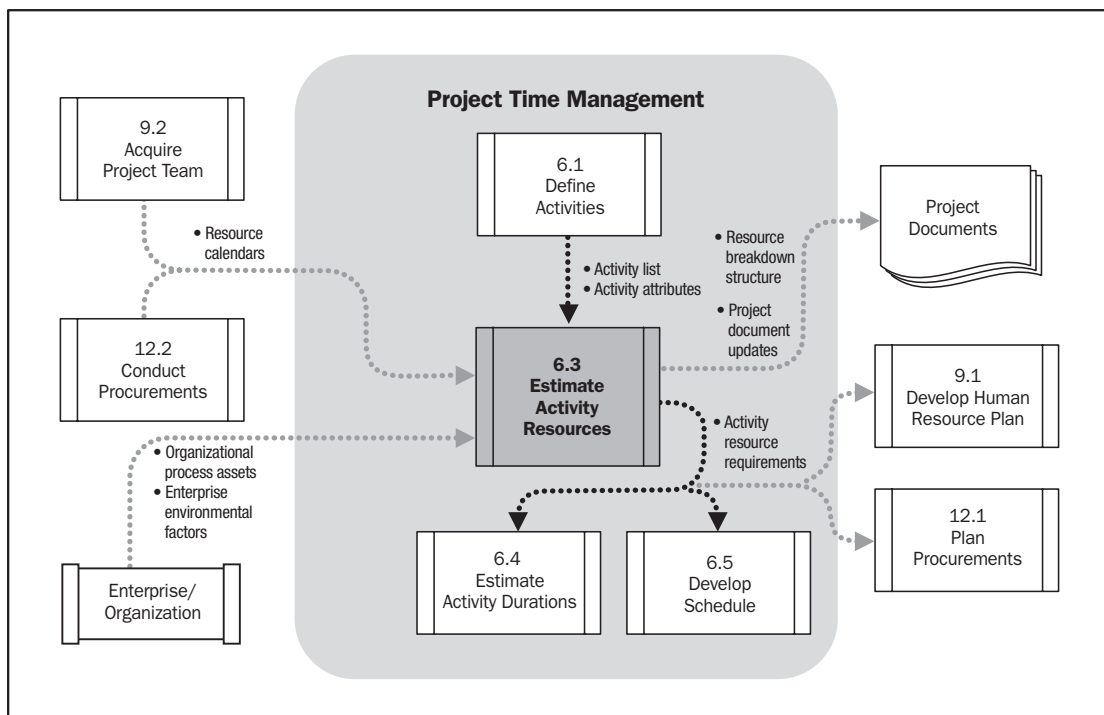 Project Time Management
9.2
Acquire
Project Team
• Resource
calendars
12.2
Conduct
Procurements
• Organizational
process assets
• Enterprise
environmental
factors
Enterprise/
Organization
6.1
Define
Activities
• Activity list
• Activity attributes
6.3
Estimate
Activity
Resources
• Resource
breakdown
structure
• Project
document
updates
• Activity
resource
requirements
6.4
Estimate
Activity Durations
6.5
Develop
Schedule
Project
Documents
9.1
Develop Human
Resource Plan
12.1
Plan
Procurements